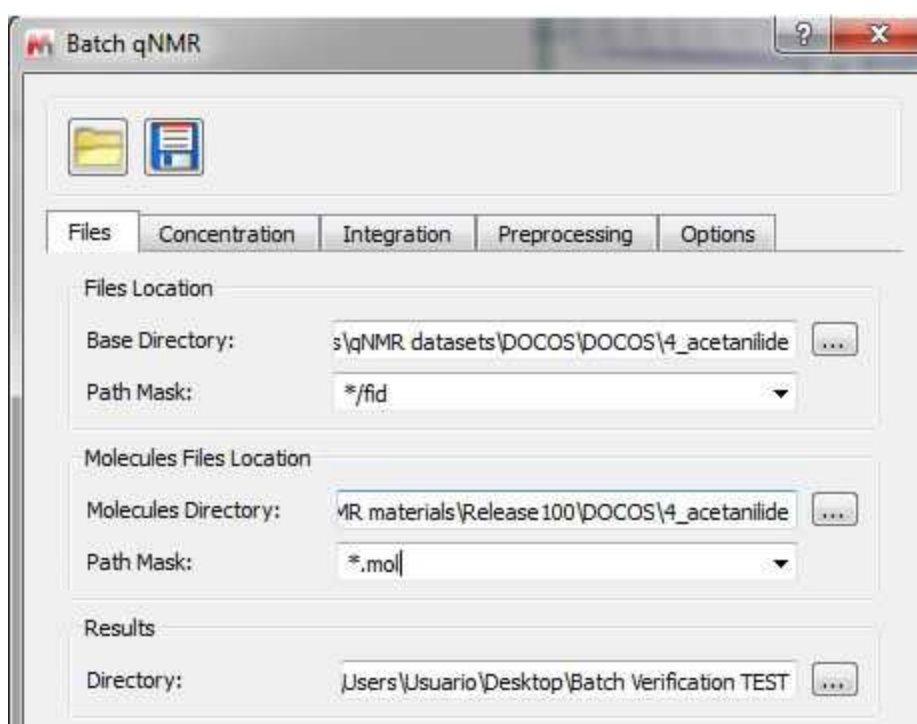 Batch qNMR
Files Concentration Integration Preprocessing Options
Files Location
Base Directory: s\qNMR datasets\DOCOS\DOCOS\4_acetanilide ...
Path Mask: */fid
Molecules Files Location
Molecules Directory: MR materials\Release100\DOCOS\4_acetanilide ...
Path Mask: *.mol
Results
Directory: \Users\Usuario\Desktop\Batch Verification TEST ...